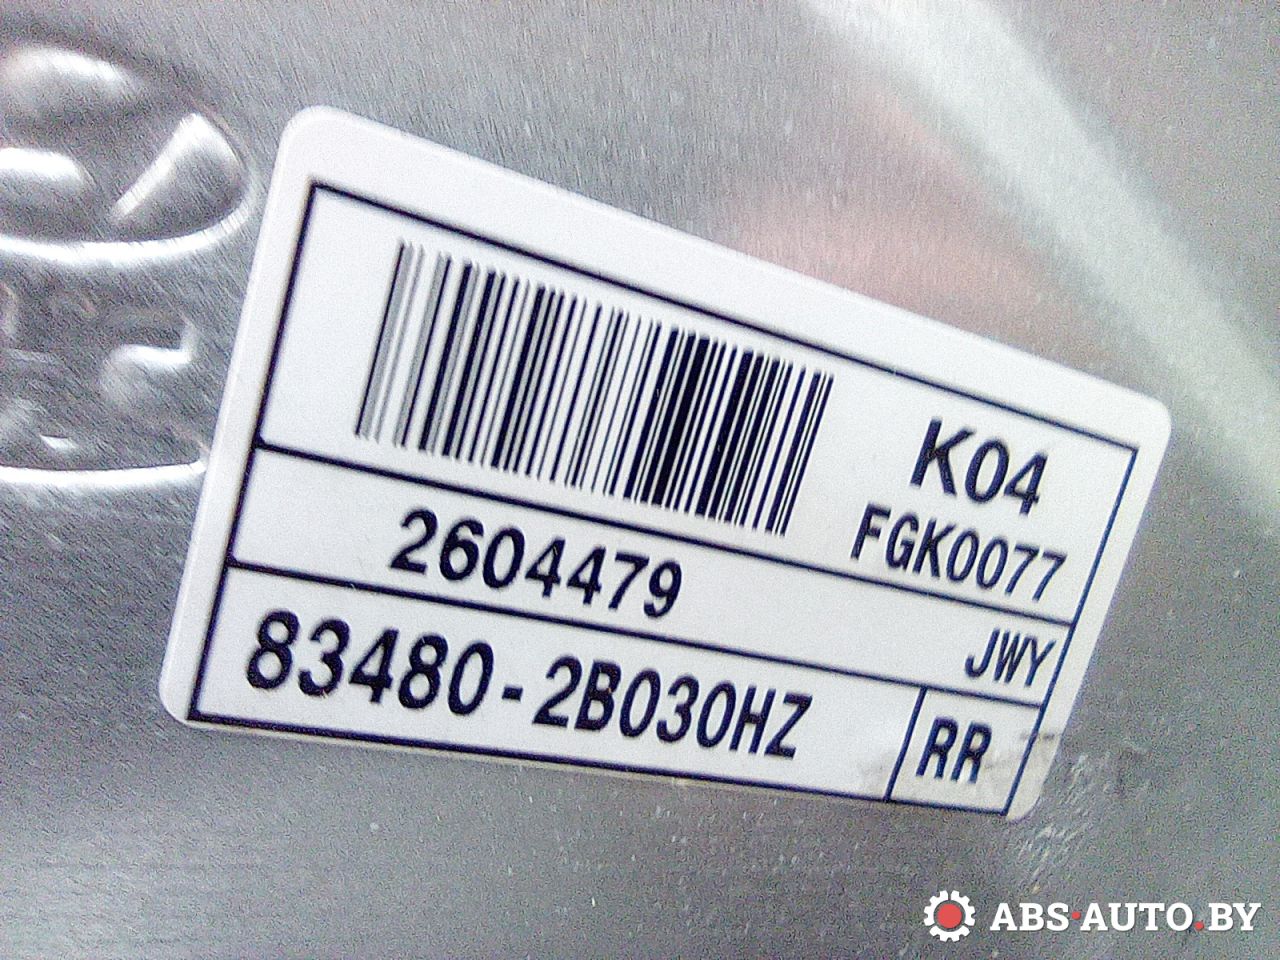 K04
FGK0077
2604479
JWY
83480-2B030HZ
RR
ABS·AUTO.BY